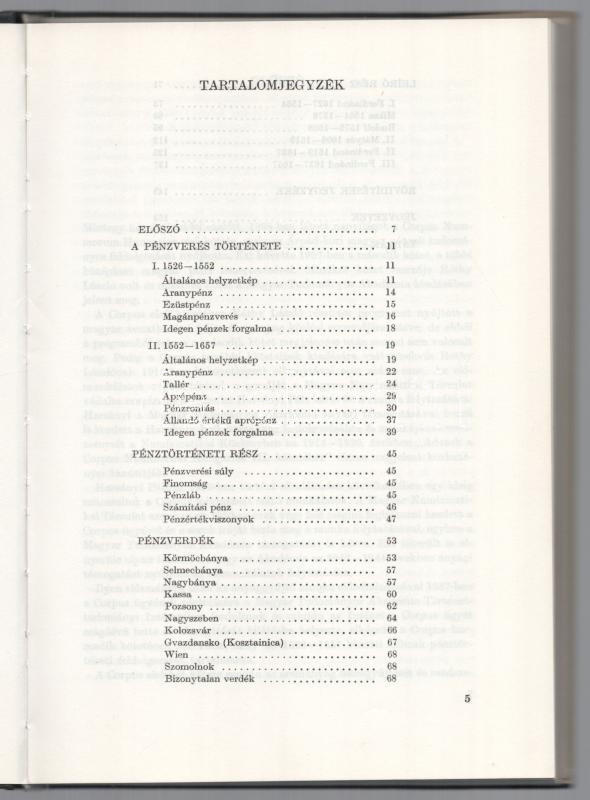 TARTALOMJEGYZÉK
ELŐSZÓ 7
A PÉNZVERÉS TÖRTÉNETE 11
I. 1526—1552 11
Általános helyzetkép 11
Aranypénz 14
Ezüstpénz 15
Magánpénzverés 16
Idegen pénzek forgalma 18
II. 1552—1657 19
Általános helyzetkép 19
Aranypénz 22
Tallér 24
Aprépénz 29
Pénzrontás 30
Állandó értékű aprópénz 37
Idegen pénzek forgalma 39
PÉNZTÖRTÉNETI RÉSZ 45
Pénzverési súly 45
Finomság 45
Pénzláb 45
Számítási pénz 46
Pénzértékviszonyok 47
PÉNZVERDÉK 53
Körmöcbánya 53
Selmecbánya 57
Nagybánya 57
Kassa 60
Pozsony 62
Nagyszeben 64
Kolozsvár 66
Gvazdansko (Kosztainica) 67
Wien 68
Szomolnok 68
Bizonytalan verdék 68
5